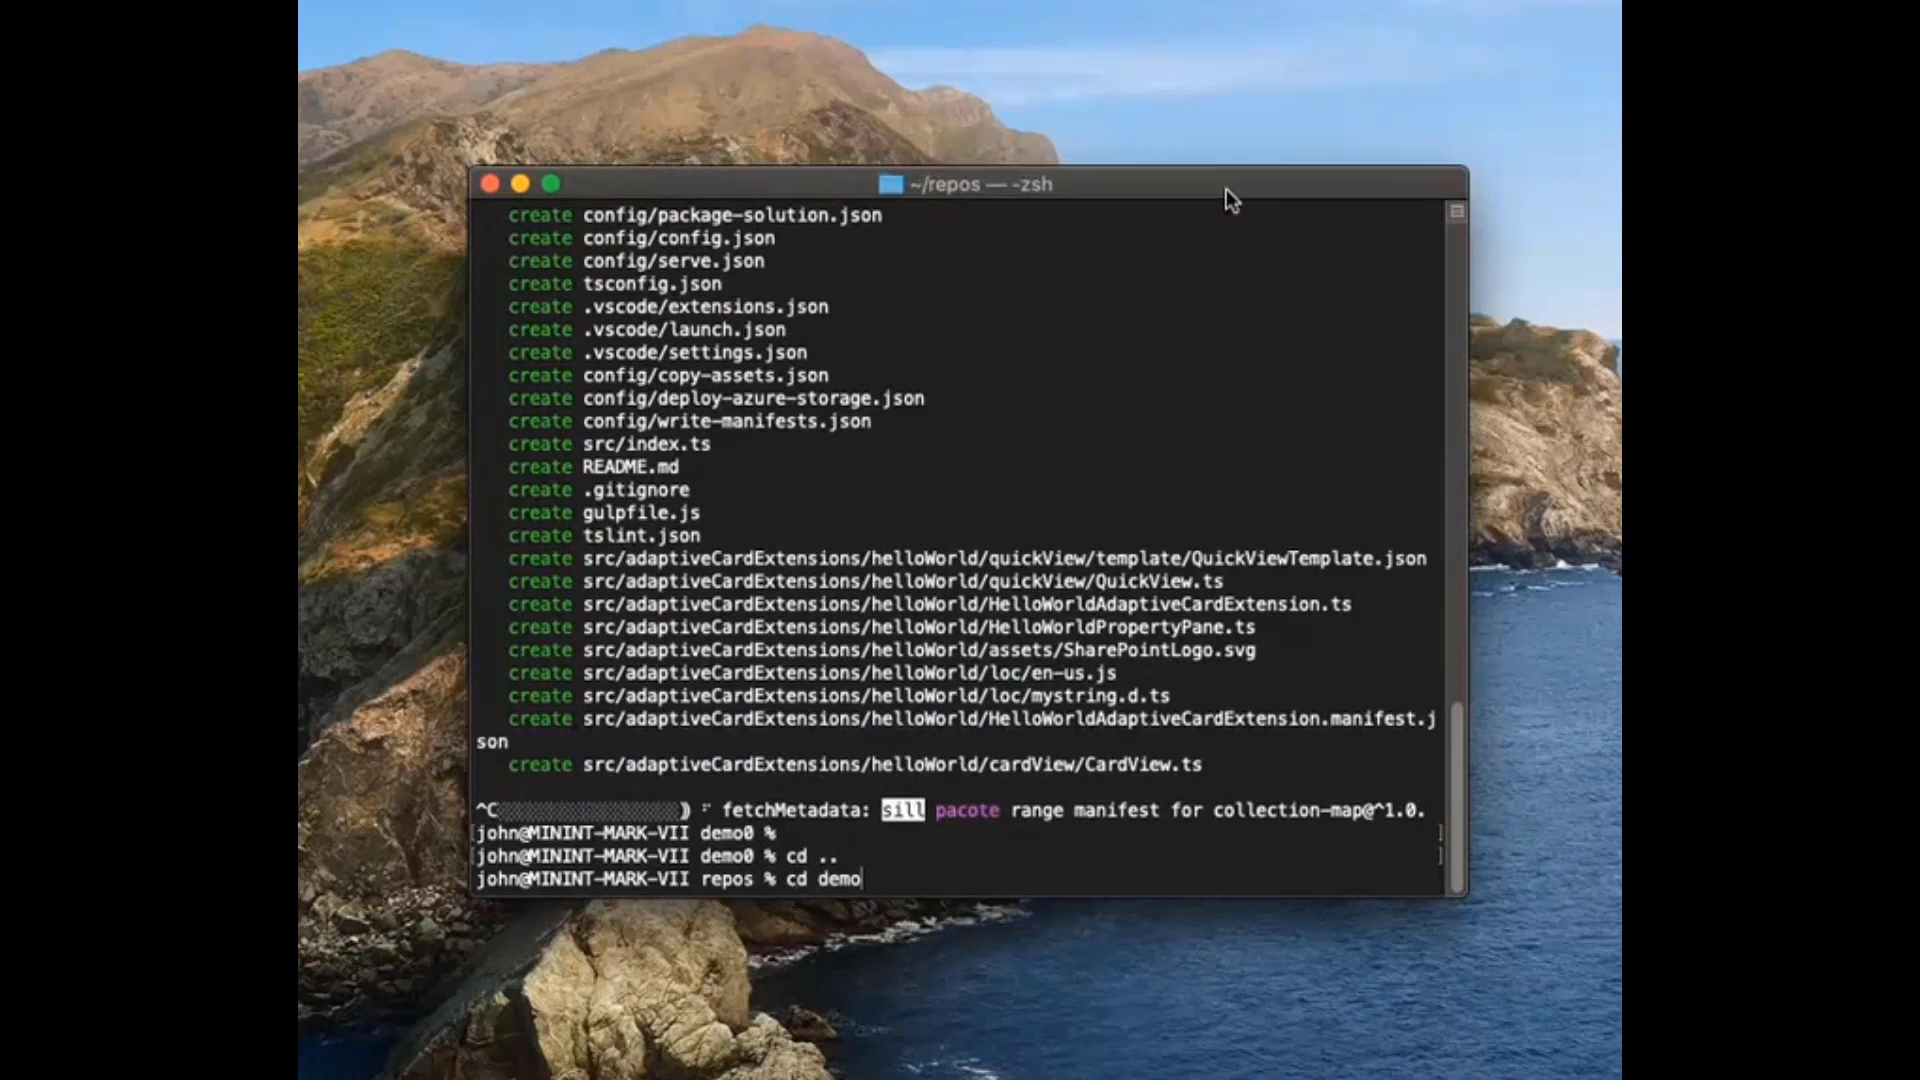 ~/repos — -zsh
create config/package-solution.json
create config/config.json
create config/serve.json
create tsconfig.json
create .vscode/extensions.json
create .vscode/launch.json
create .vscode/settings.json
create config/copy-assets.json
create config/deploy-azure-storage.json
create config/write-manifests.json
create src/index.ts
create README.md
create .gitignore
create gulpfile.js
create tslint.json
create src/adaptiveCardExtensions/helloWorld/quickView/template/QuickViewTemplate.json
create src/adaptiveCardExtensions/helloWorld/quickView/QuickView.ts
create src/adaptiveCardExtensions/helloWorld/HelloWorldAdaptiveCardExtension.ts
create src/adaptiveCardExtensions/helloWorld/HelloWorldPropertyPane.ts
create src/adaptiveCardExtensions/helloWorld/assets/SharePointLogo.svg
create src/adaptiveCardExtensions/helloWorld/loc/en-us.js
create src/adaptiveCardExtensions/helloWorld/loc/mystring.d.ts
create src/adaptiveCardExtensions/helloWorld/HelloWorldAdaptiveCardExtension.manifest.j
son
create src/adaptiveCardExtensions/helloWorld/cardView/CardView.ts
^C░░░░░░░░░░░░░░░░░) ⠋ fetchMetadata: sill pacote range manifest for collection-map@^1.0.
[john@MININT-MARK-VII demo0 % ]
[john@MININT-MARK-VII demo0 % cd .. ]
john@MININT-MARK-VII repos % cd demo